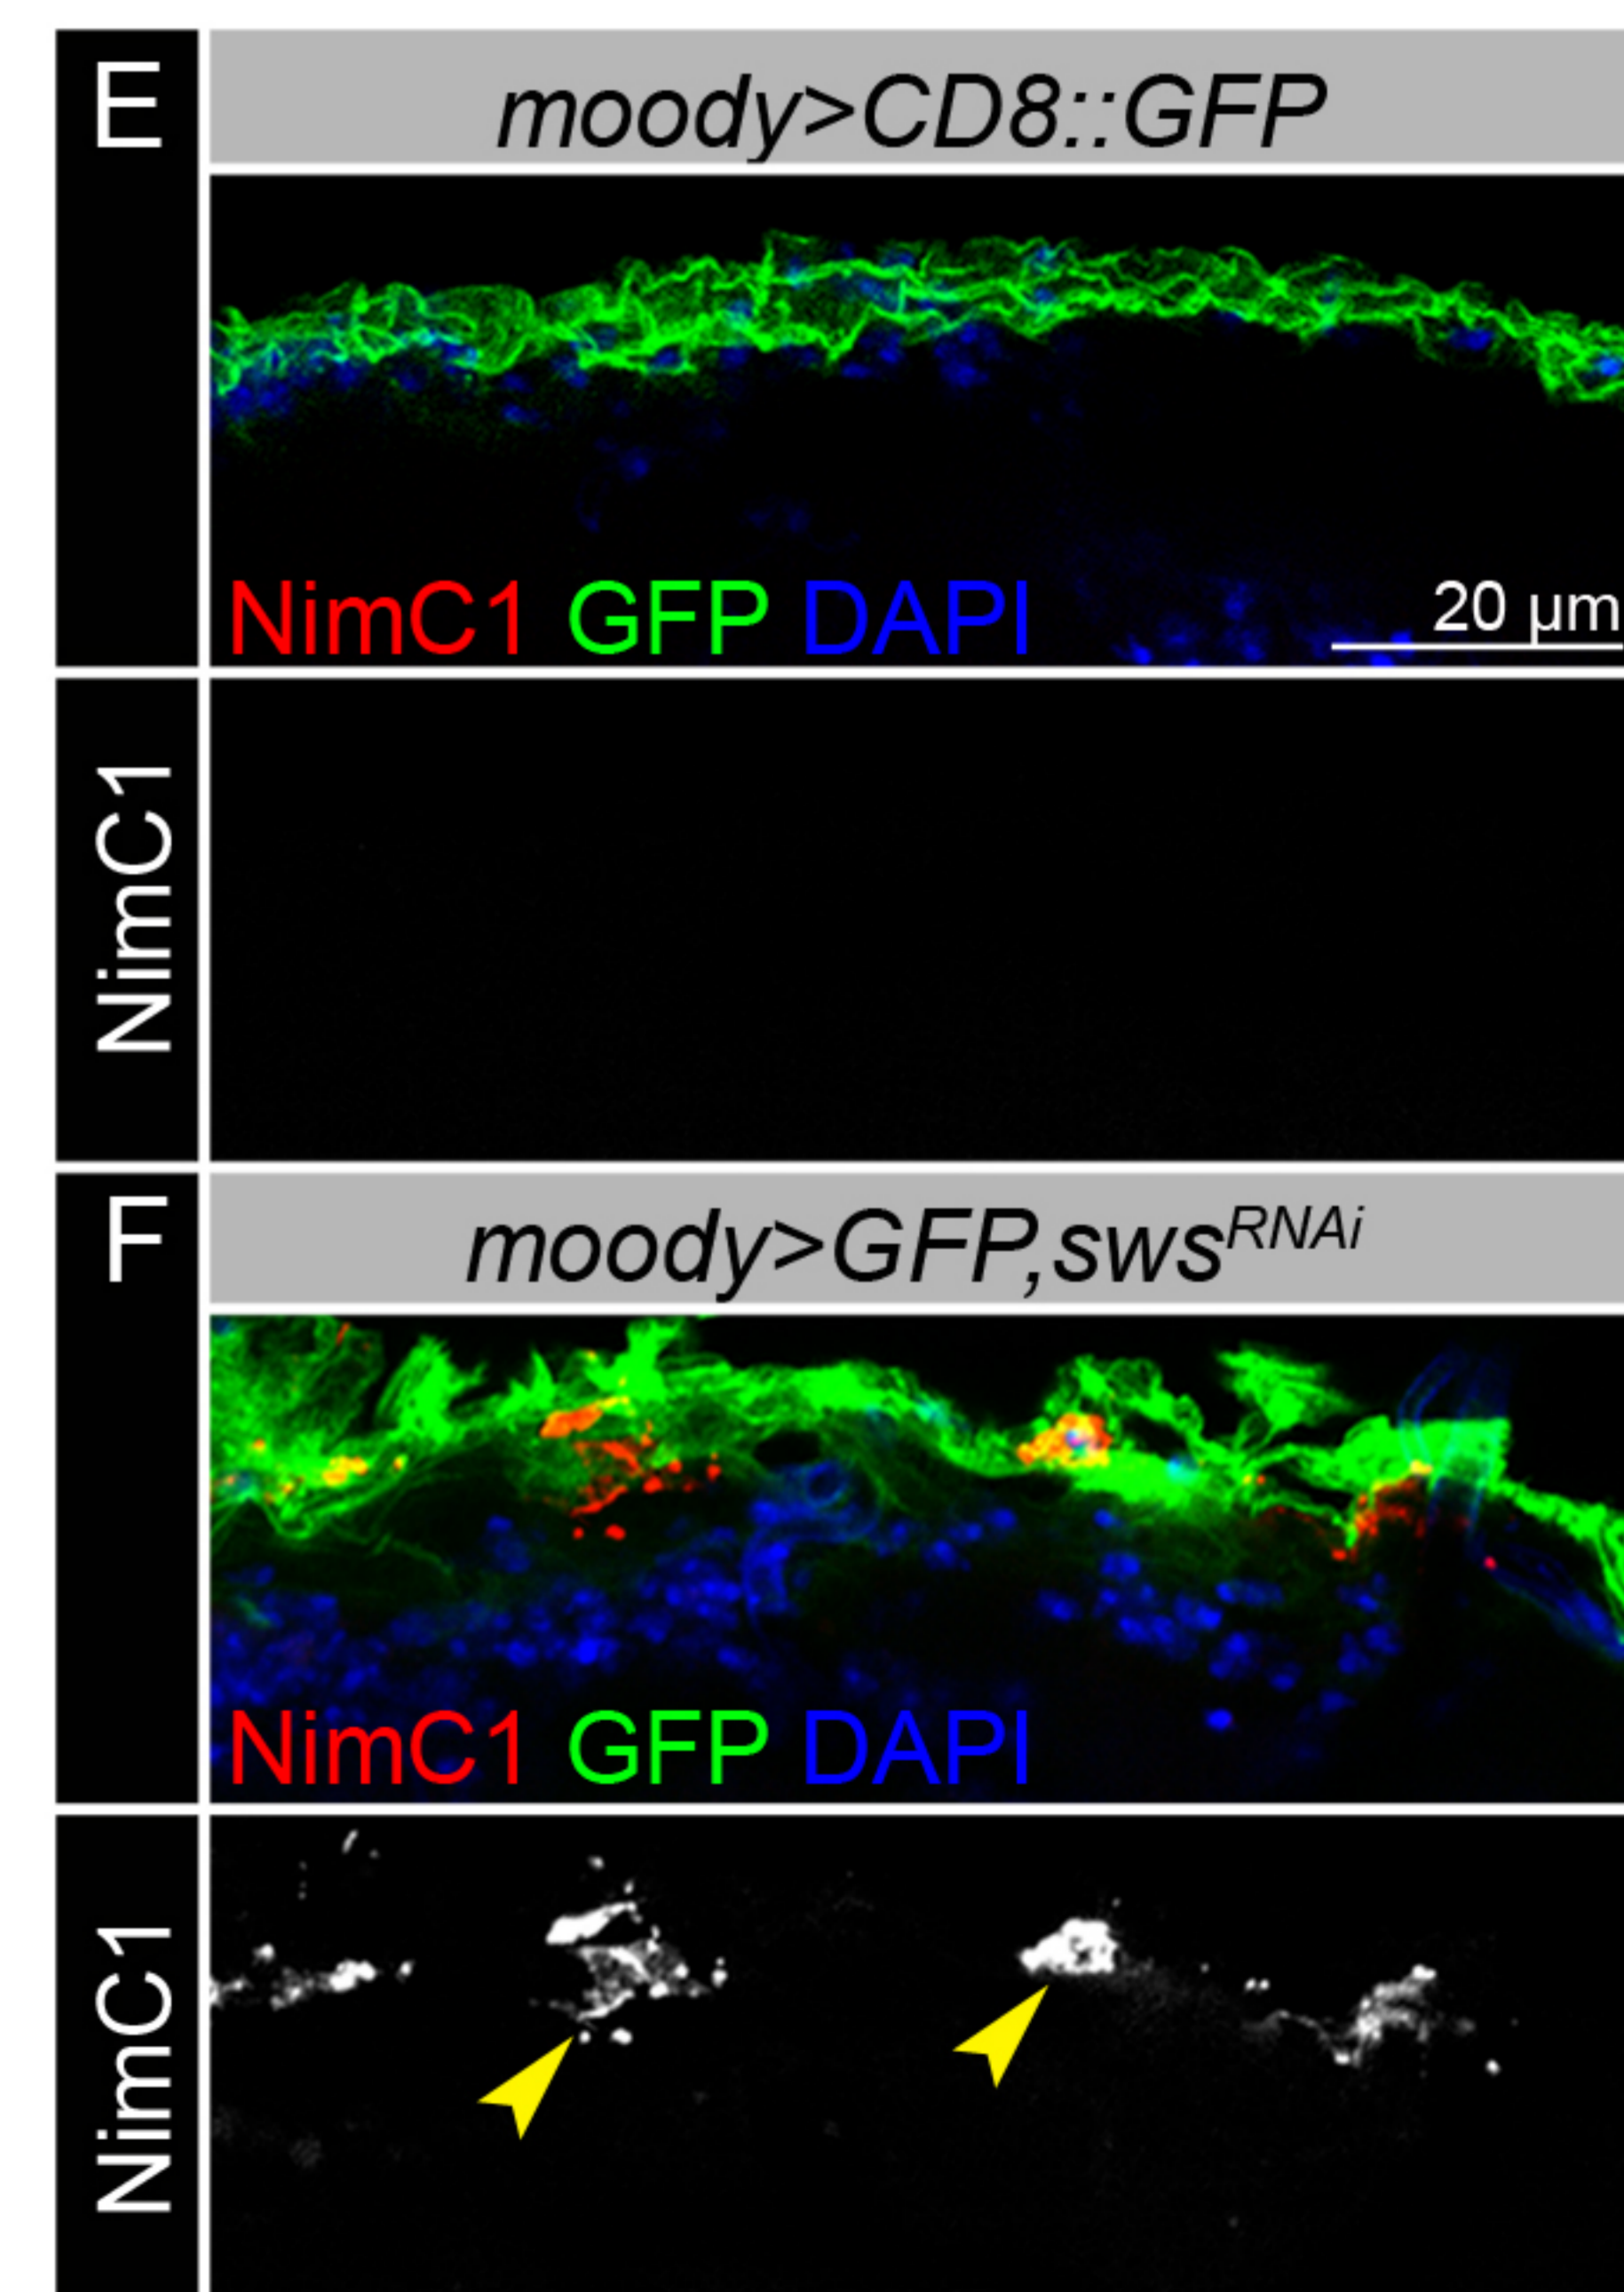 E
moody>CD8::GFP
NimC1 GFP DAPI
20 µm
NimC1
F
moody>GFP,sws^RNAi
NimC1 GFP DAPI
NimC1